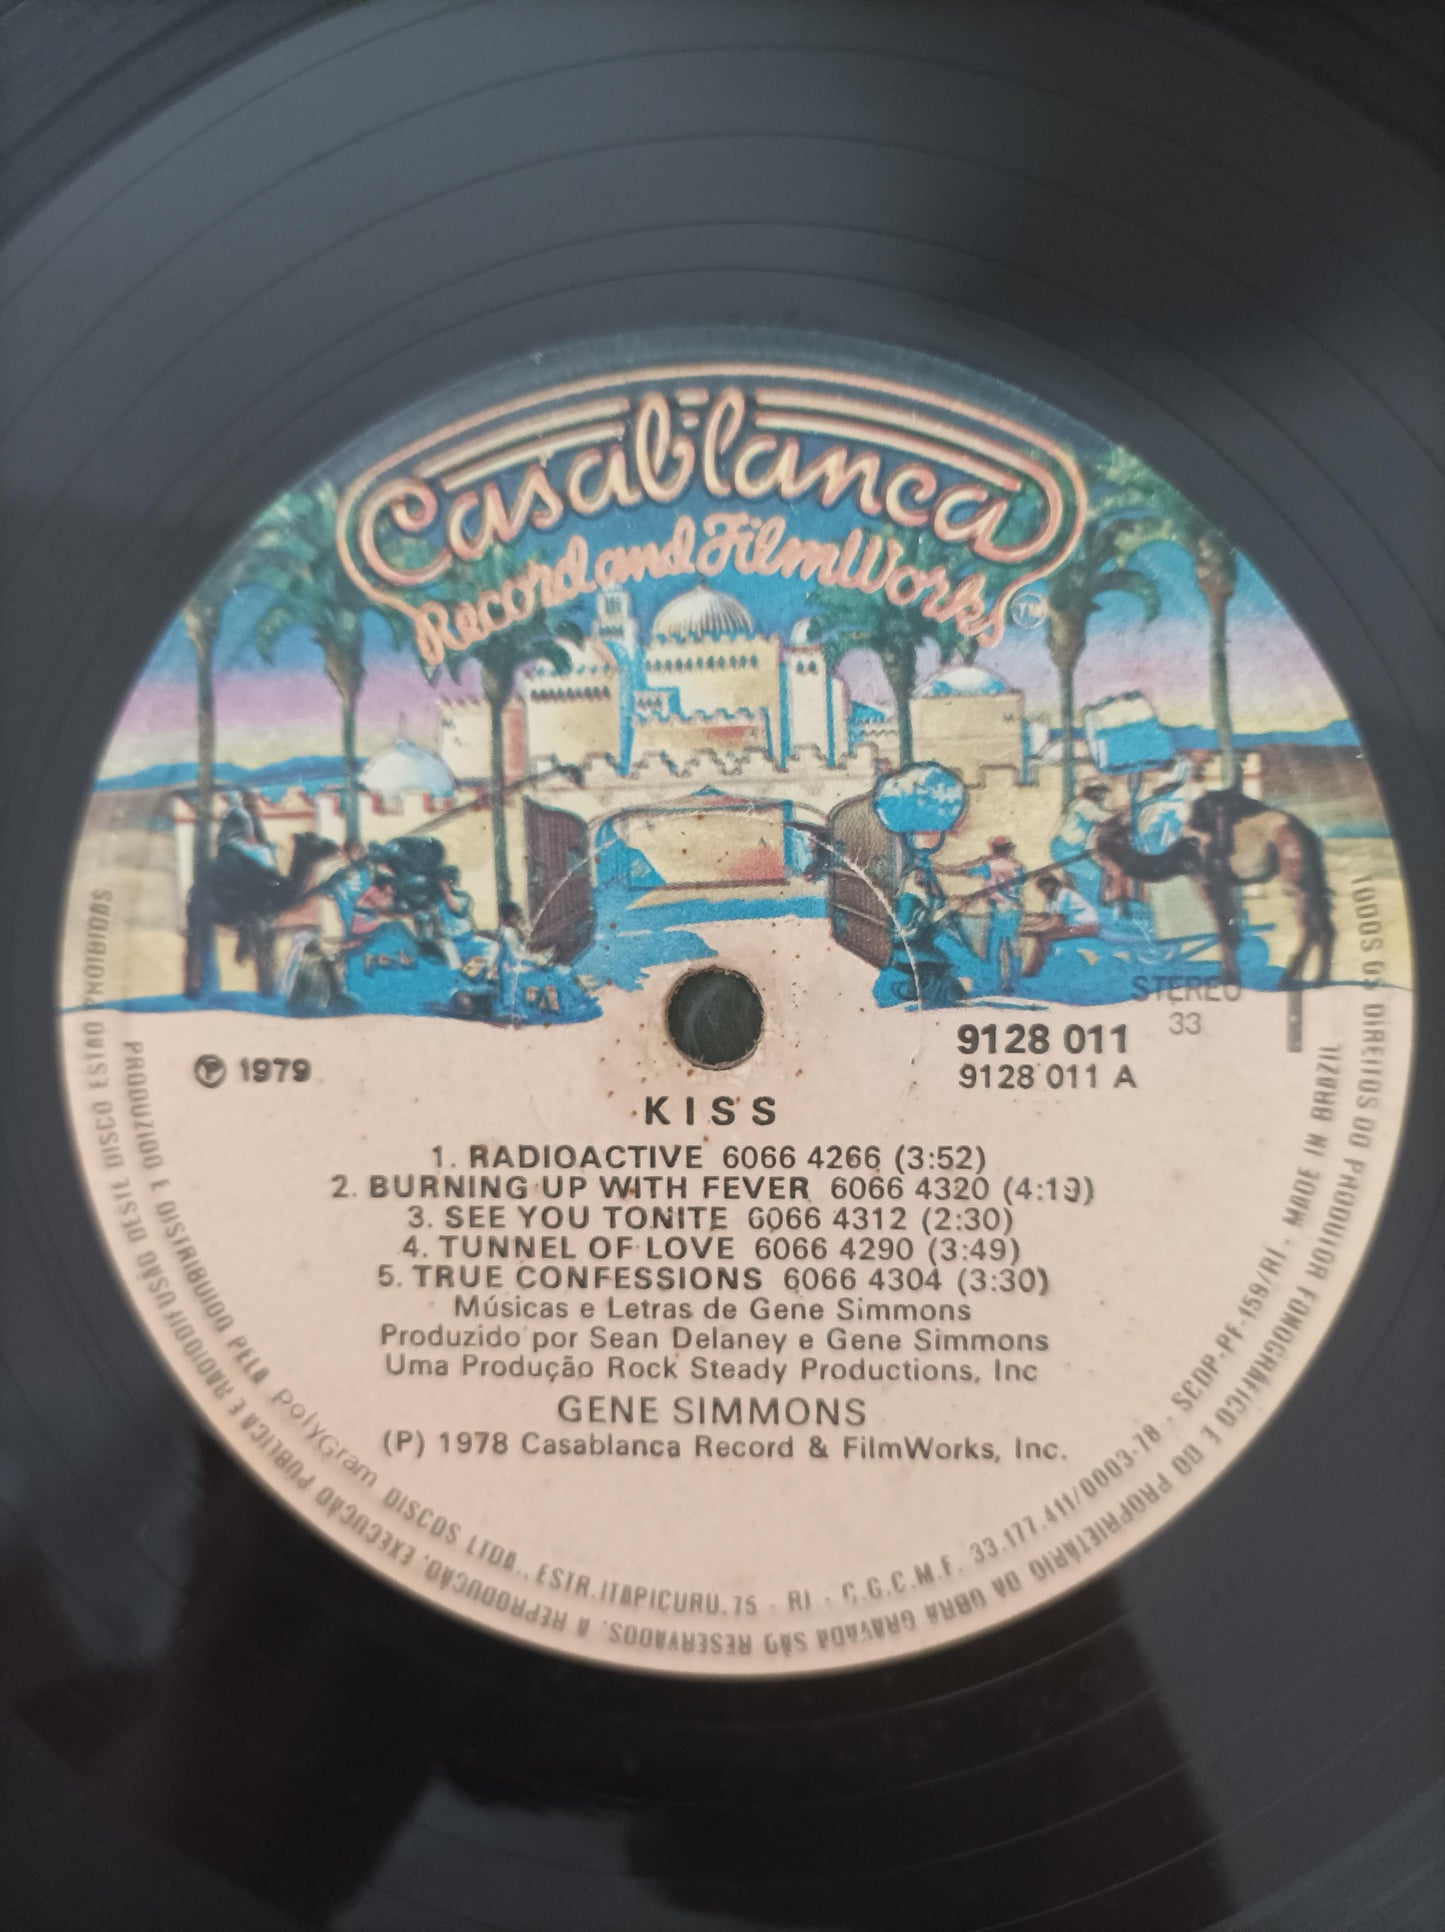 Casablanca
Record and FilmWorks
TM
STEREO
33
9128 011
9128 011 A
Ⓟ 1979
KISS
1. RADIOACTIVE 6066 4266 (3:52)
2. BURNING UP WITH FEVER 6066 4320 (4:19)
3. SEE YOU TONITE 6066 4312 (2:30)
4. TUNNEL OF LOVE 6066 4290 (3:49)
5. TRUE CONFESSIONS 6066 4304 (3:30)
Músicas e Letras de Gene Simmons
Produzido por Sean Delaney e Gene Simmons
Uma Produção Rock Steady Productions, Inc
GENE SIMMONS
(P) 1978 Casablanca Record & FilmWorks, Inc.
PRODUZIDO E DISTRIBUIDO PELA PolyGram DISCOS LTDA., ESTR. ITAPICURU, 75 - RJ - C.G.C.M.F. 33.177.411/0003-78 - SCDP-PF-159/RJ - MADE IN BRAZIL
TODOS OS DIREITOS DO PRODUTOR FONOGRÁFICO E DO PROPRIETÁRIO DA OBRA GRAVADA SÃO RESERVADOS. A REPRODUÇÃO, EXECUÇÃO PÚBLICA E RADIODIFUSÃO DESTE DISCO ESTÃO PROIBIDAS